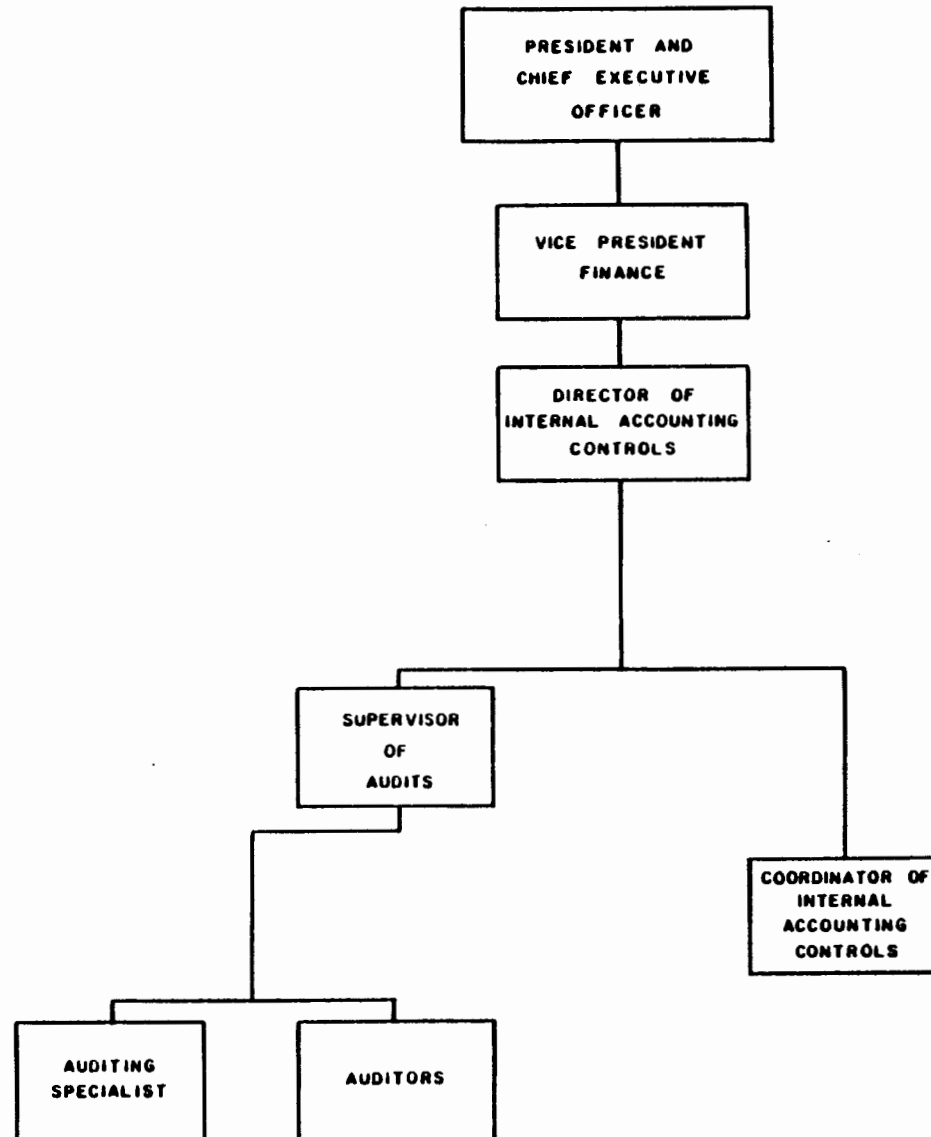 PRESIDENT AND
CHIEF EXECUTIVE
OFFICER
VICE PRESIDENT
FINANCE
DIRECTOR OF
INTERNAL ACCOUNTING
CONTROLS
SUPERVISOR
OF
AUDITS
COORDINATOR OF
INTERNAL
ACCOUNTING
CONTROLS
AUDITING
SPECIALIST
AUDITORS